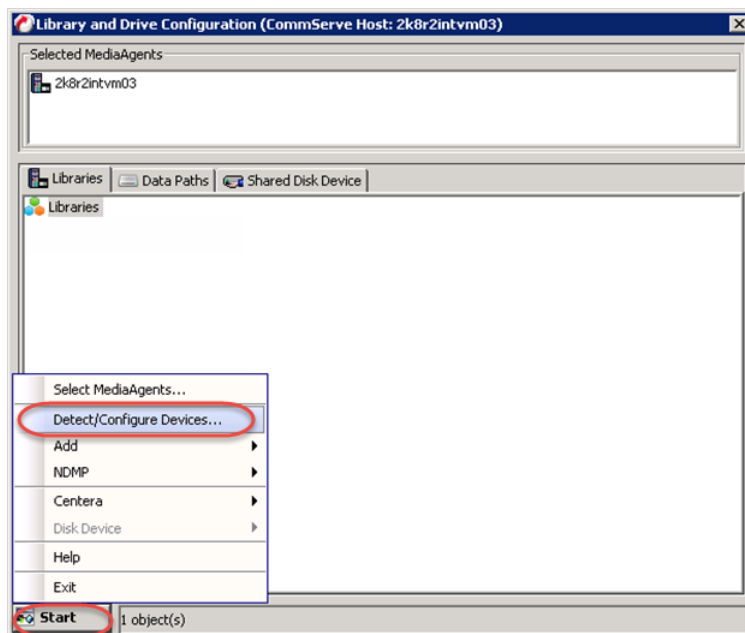 Library and Drive Configuration (CommServe Host: 2k8r2intvm03)
Selected MediaAgents
2k8r2intvm03
Libraries Data Paths Shared Disk Device
Libraries
Select MediaAgents...
Detect/Configure Devices...
Add
NDMP
Centera
Disk Device
Help
Exit
Start 1 object(s)